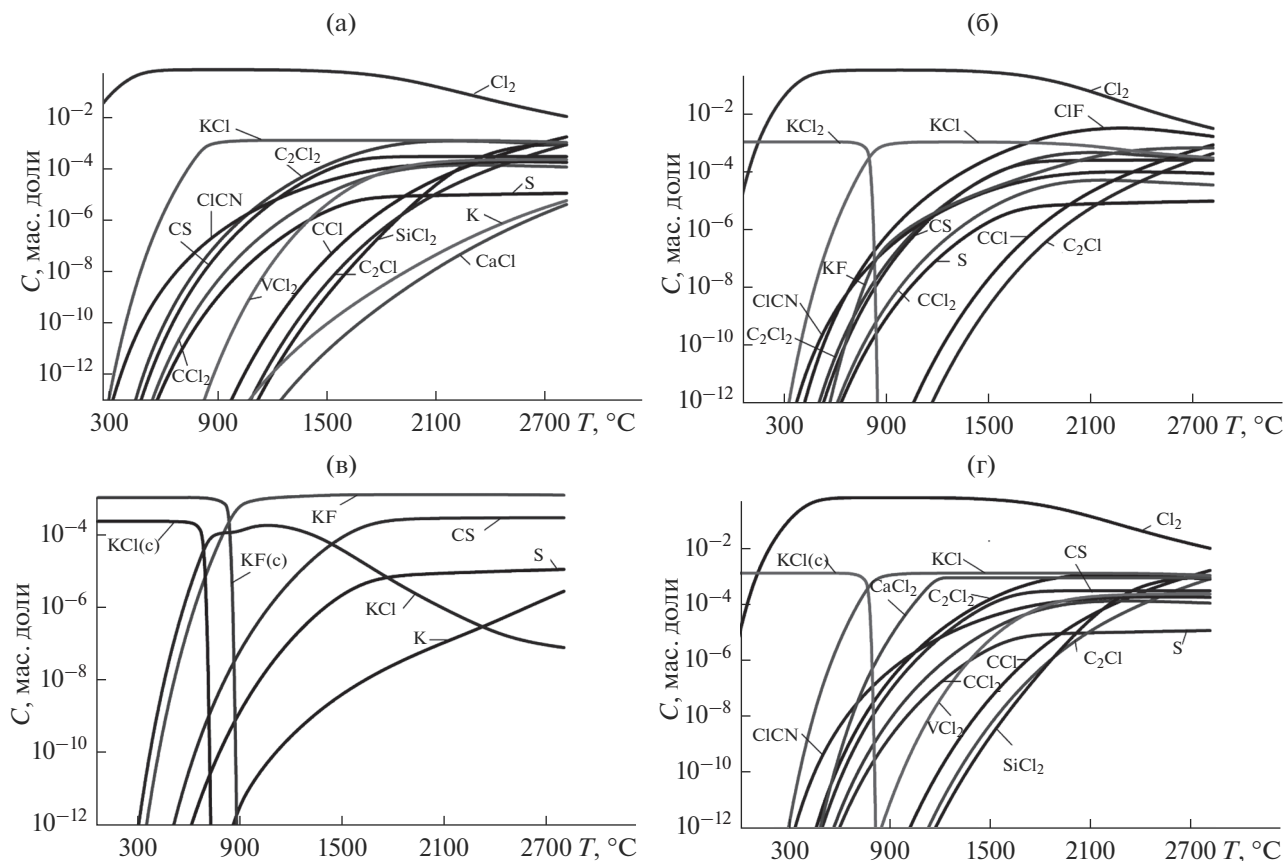 (а)
C, мас. доли
10⁻²
10⁻⁴
10⁻⁶
10⁻⁸
10⁻¹⁰
10⁻¹²
Cl₂
KCl
C₂Cl₂
ClCN
CS
S
K
CCl
SiCl₂
CaCl
C₂Cl
VCl₂
CCl₂
300 900 1500 2100 2700 T, °C
(б)
C, мас. доли
10⁻²
10⁻⁴
10⁻⁶
10⁻⁸
10⁻¹⁰
10⁻¹²
Cl₂
ClF
KCl₂
KCl
CS
CCl
C₂Cl
S
KF
CCl₂
ClCN
C₂Cl₂
300 900 1500 2100 2700 T, °C
(в)
C, мас. доли
10⁻⁴
10⁻⁶
10⁻⁸
10⁻¹⁰
10⁻¹²
KF
CS
KCl(c)
KF(c)
S
KCl
K
300 900 1500 2100 2700 T, °C
(г)
C, мас. доли
10⁻²
10⁻⁴
10⁻⁶
10⁻⁸
10⁻¹⁰
10⁻¹²
Cl₂
KCl(c)
KCl
CS
CaCl₂
C₂Cl₂
CCl
C₂Cl
S
CCl₂
VCl₂
ClCN
SiCl₂
300 900 1500 2100 2700 T, °C